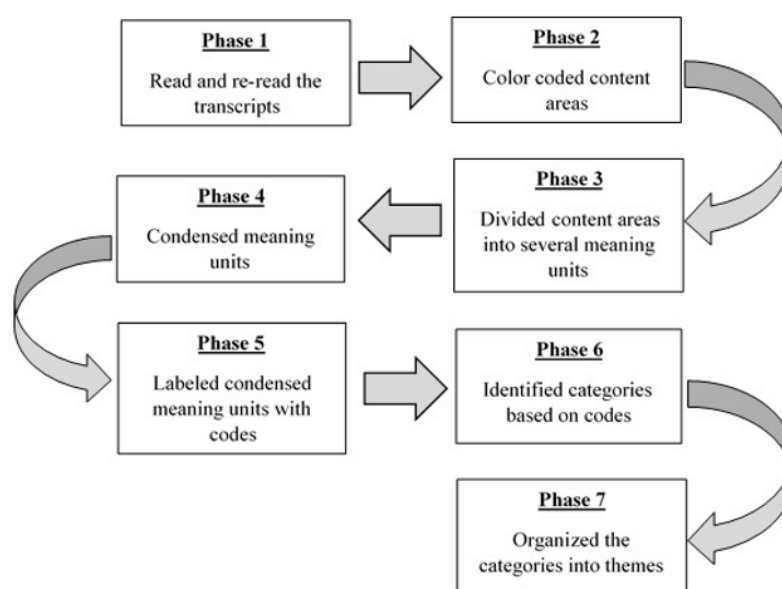 Phase 1
Read and re-read the
transcripts
Phase 2
Color coded content
areas
Phase 3
Divided content areas
into several meaning
units
Phase 4
Condensed meaning
units
Phase 5
Labeled condensed
meaning units with
codes
Phase 6
Identified categories
based on codes
Phase 7
Organized the
categories into themes